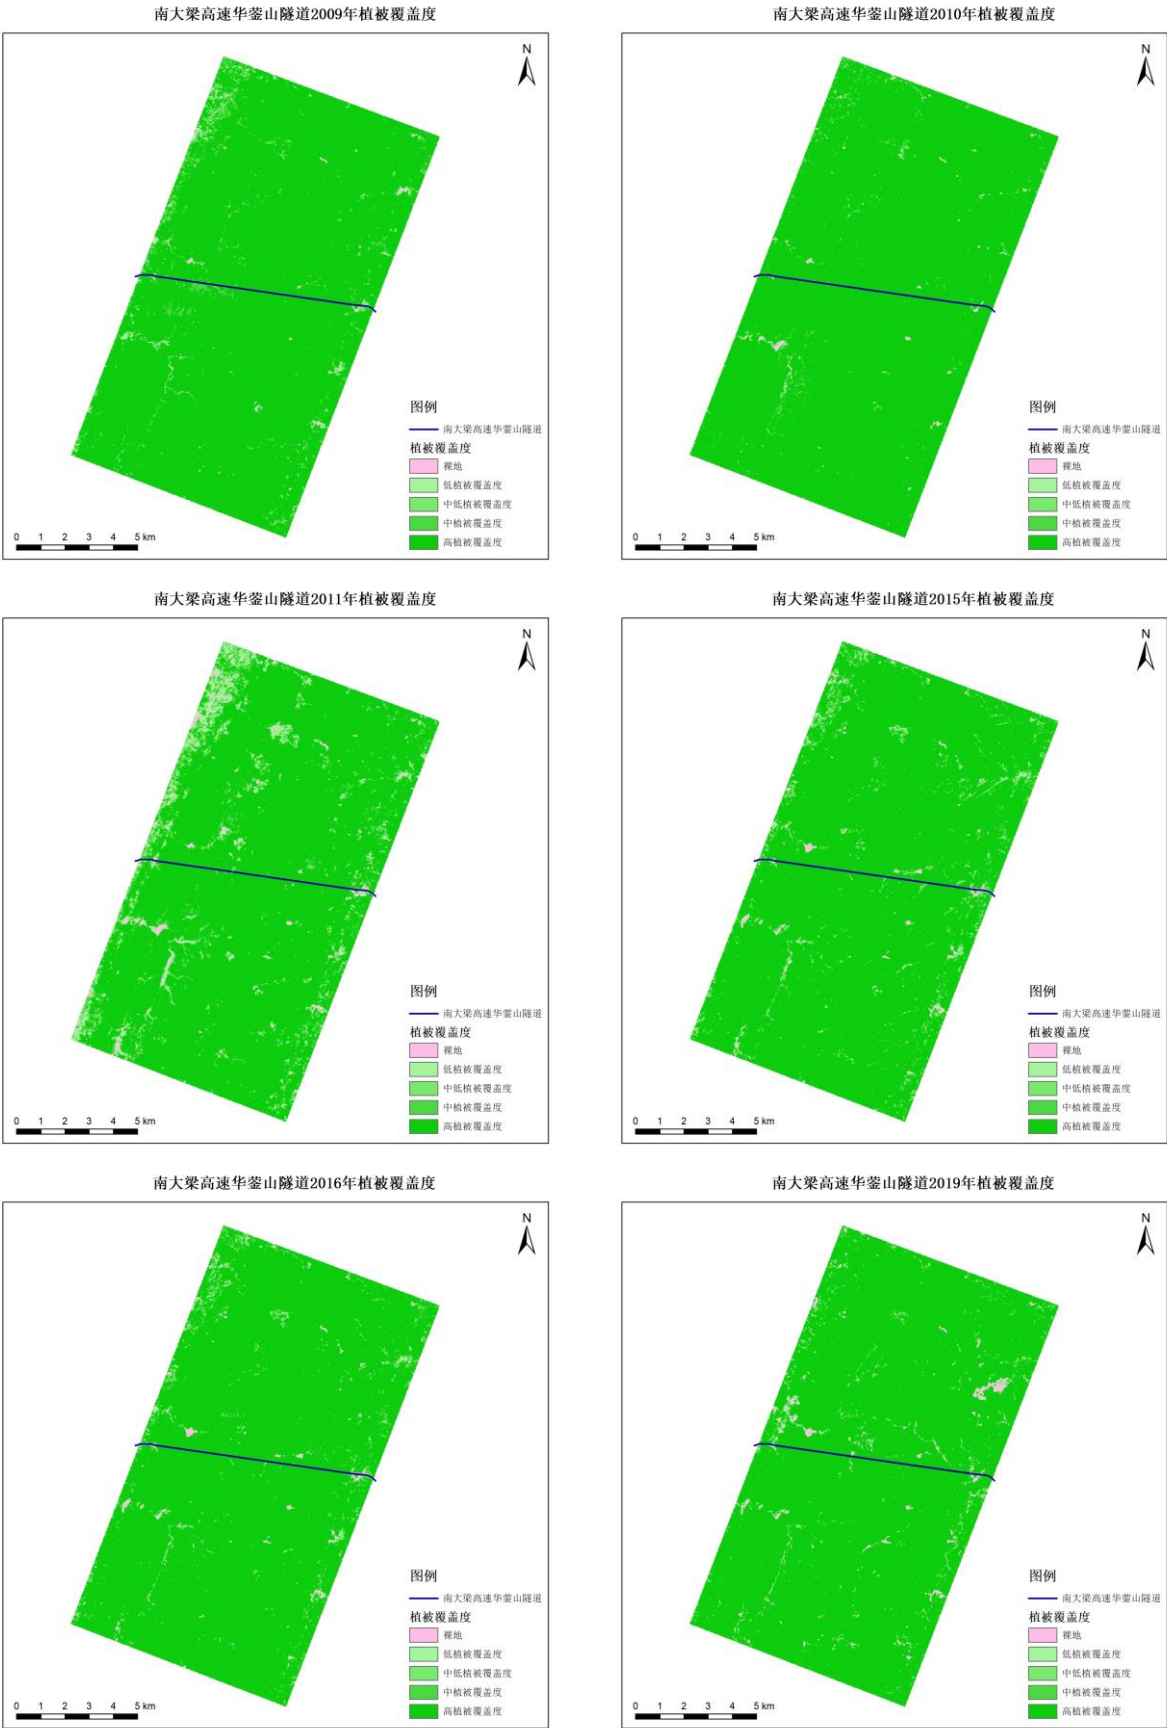 南大梁高速华蓥山隧道2009年植被覆盖度
N
图例
南大梁高速华蓥山隧道
植被覆盖度
裸地
低植被覆盖度
中低植被覆盖度
中植被覆盖度
高植被覆盖度
0 1 2 3 4 5 km
南大梁高速华蓥山隧道2010年植被覆盖度
N
图例
南大梁高速华蓥山隧道
植被覆盖度
裸地
低植被覆盖度
中低植被覆盖度
中植被覆盖度
高植被覆盖度
0 1 2 3 4 5 km
南大梁高速华蓥山隧道2011年植被覆盖度
N
图例
南大梁高速华蓥山隧道
植被覆盖度
裸地
低植被覆盖度
中低植被覆盖度
中植被覆盖度
高植被覆盖度
0 1 2 3 4 5 km
南大梁高速华蓥山隧道2015年植被覆盖度
N
图例
南大梁高速华蓥山隧道
植被覆盖度
裸地
低植被覆盖度
中低植被覆盖度
中植被覆盖度
高植被覆盖度
0 1 2 3 4 5 km
南大梁高速华蓥山隧道2016年植被覆盖度
N
图例
南大梁高速华蓥山隧道
植被覆盖度
裸地
低植被覆盖度
中低植被覆盖度
中植被覆盖度
高植被覆盖度
0 1 2 3 4 5 km
南大梁高速华蓥山隧道2019年植被覆盖度
N
图例
南大梁高速华蓥山隧道
植被覆盖度
裸地
低植被覆盖度
中低植被覆盖度
中植被覆盖度
高植被覆盖度
0 1 2 3 4 5 km